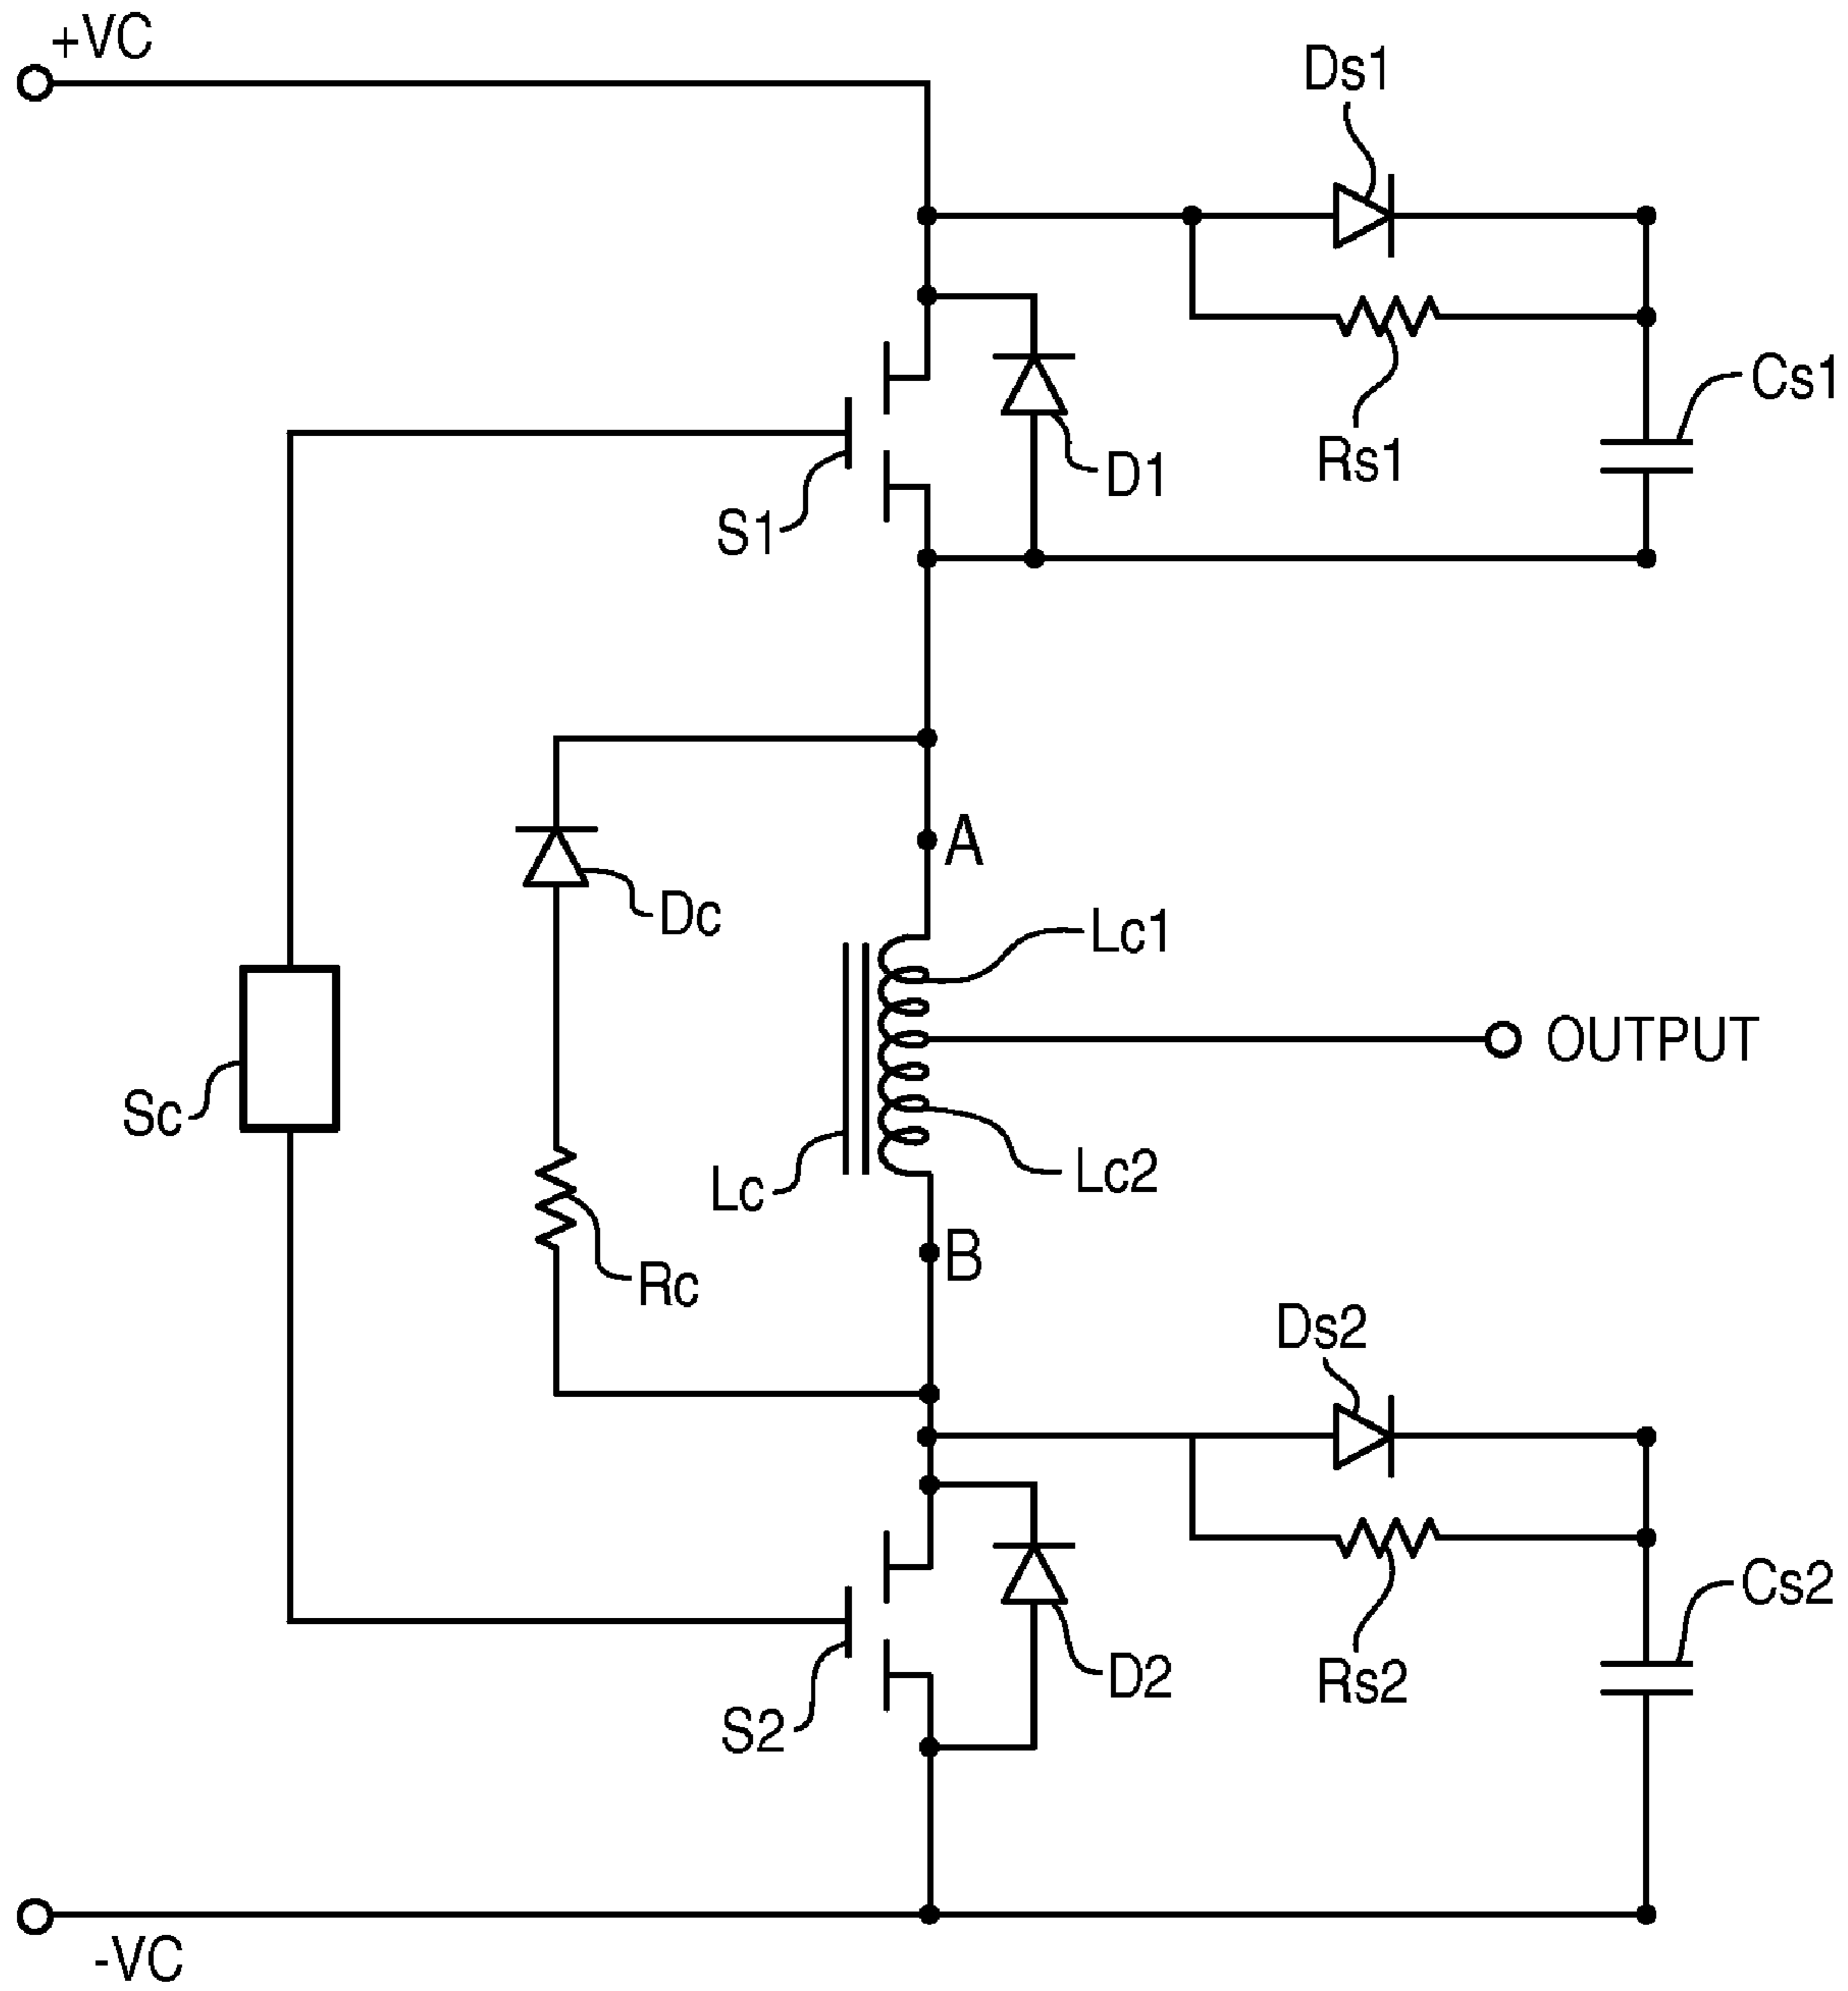 +VC
Ds1
Cs1
Rs1
D1
S1
A
Dc
Lc1
OUTPUT
Sc
Lc2
Lc
B
Rc
Ds2
Cs2
D2
Rs2
S2
-VC